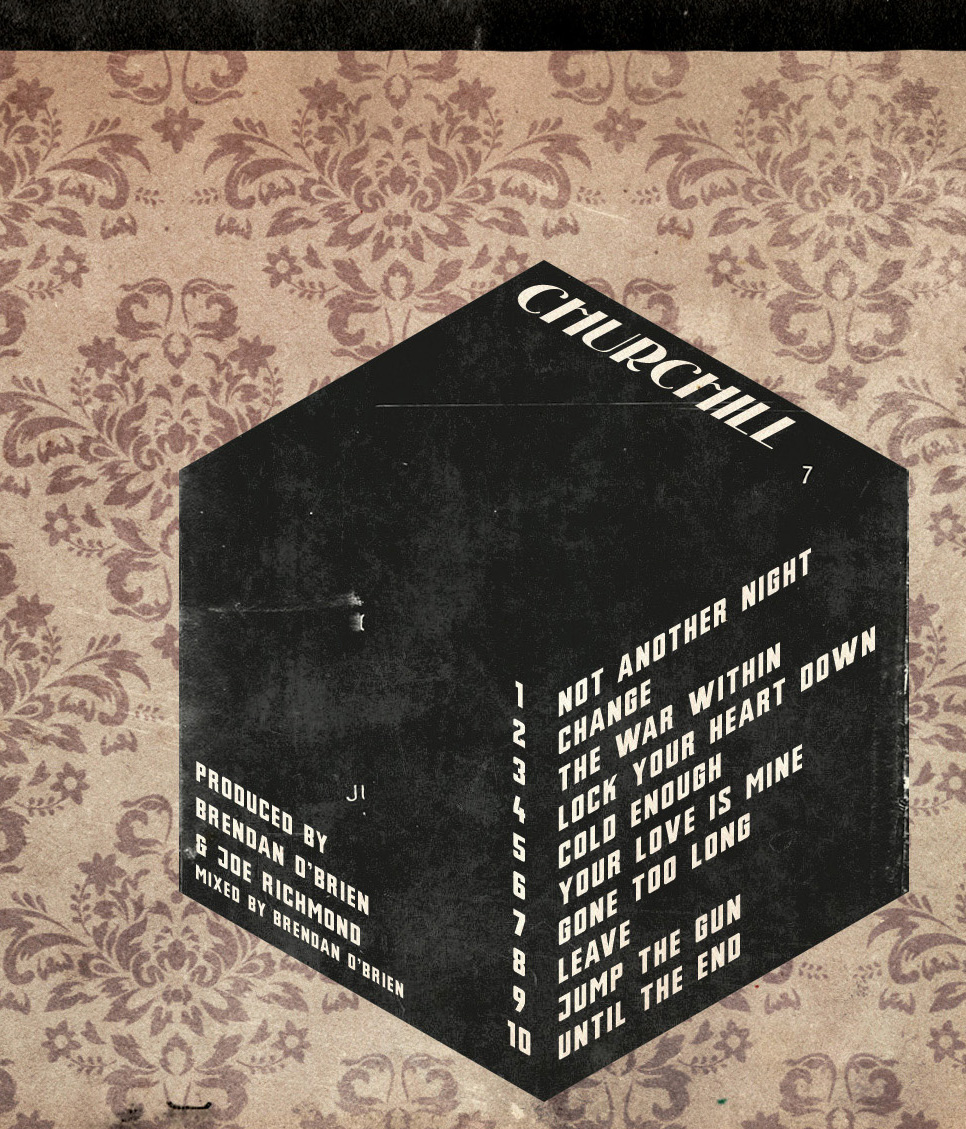 CHURCHILL
7
1 NOT ANOTHER NIGHT
2 CHANGE
3 THE WAR WITHIN
4 LOCK YOUR HEART DOWN
5 COLD ENOUGH
6 YOUR LOVE IS MINE
7 GONE TOO LONG
8 LEAVE
9 JUMP THE GUN
10 UNTIL THE END
PRODUCED BY
BRENDAN O'BRIEN
& JOE RICHMOND
MIXED BY BRENDAN O'BRIEN